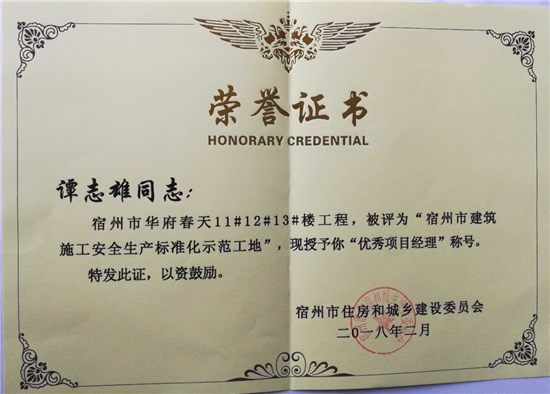 荣誉证书
HONORARY CREDENTIAL
谭志雄同志：
宿州市华府春天11#12#13#楼工程，被评为“宿州市建筑
施工安全生产标准化示范工地”，现授予你“优秀项目经理”称号。
特发此证，以资鼓励。
宿州市住房和城乡建设委员会
二〇一八年二月